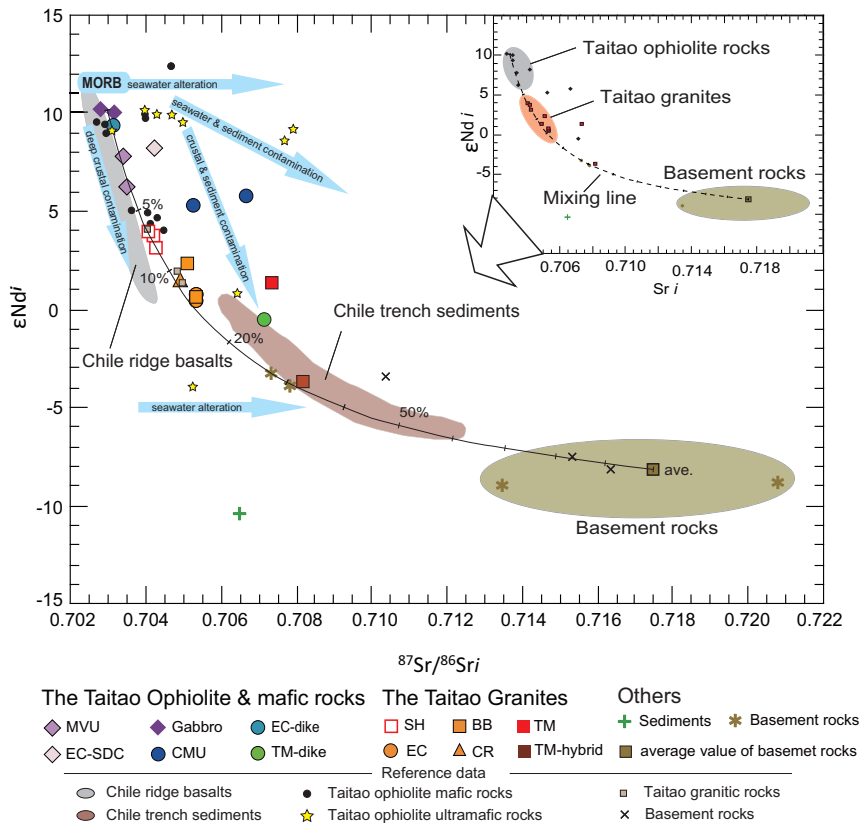 15
10
5
0
-5
-10
-15
εNdⁱ
0.702
0.704
0.706
0.708
0.710
0.712
0.714
0.716
0.718
0.720
0.722
⁸⁷Sr/⁸⁶Sri
MORB
seawater alteration
seawater & sediment contamination
crustal & sediment contamination
deep crustal contamination
5%
10%
20%
50%
Chile ridge basalts
Chile trench sediments
seawater alteration
ave.
Basement rocks
10
5
0
-5
εNd i
Taitao ophiolite rocks
Taitao granites
Basement rocks
Mixing line
0.706
0.710
0.714
0.718
Sr i
The Taitao Ophiolite & mafic rocks
MVU
Gabbro
EC-dike
EC-SDC
CMU
TM-dike
The Taitao Granites
SH
BB
TM
EC
CR
TM-hybrid
Others
Sediments
Basement rocks
average value of basemet rocks
Reference data
Chile ridge basalts
Taitao ophiolite mafic rocks
Taitao granitic rocks
Chile trench sediments
Taitao ophiolite ultramafic rocks
Basement rocks